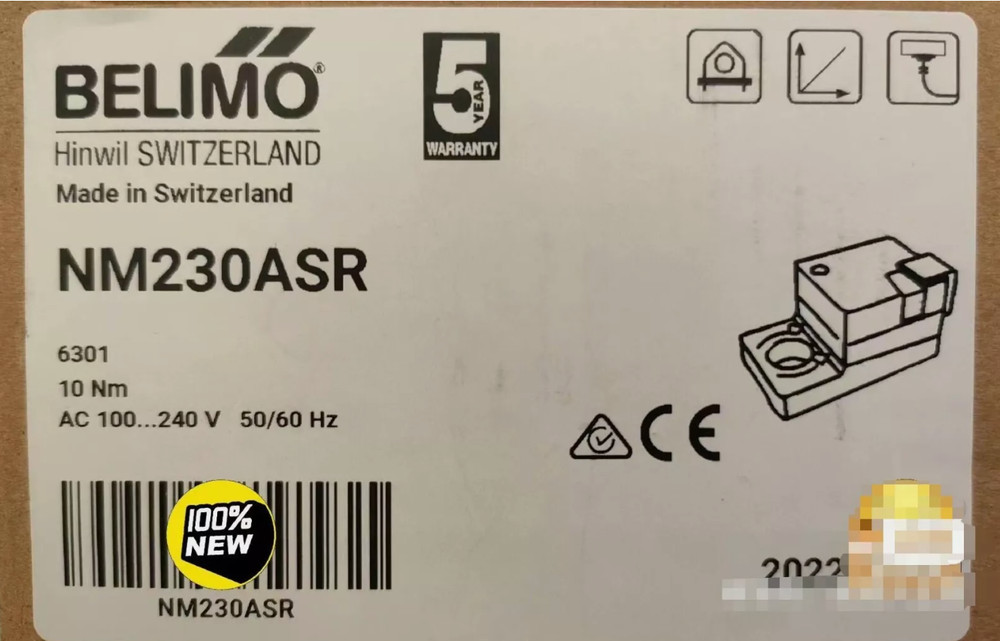 BELIMO®
Hinwil SWITZERLAND
Made in Switzerland
5 YEAR
WARRANTY
NM230ASR
6301
10 Nm
AC 100...240 V 50/60 Hz
CE
100%
NEW
NM230ASR
2022